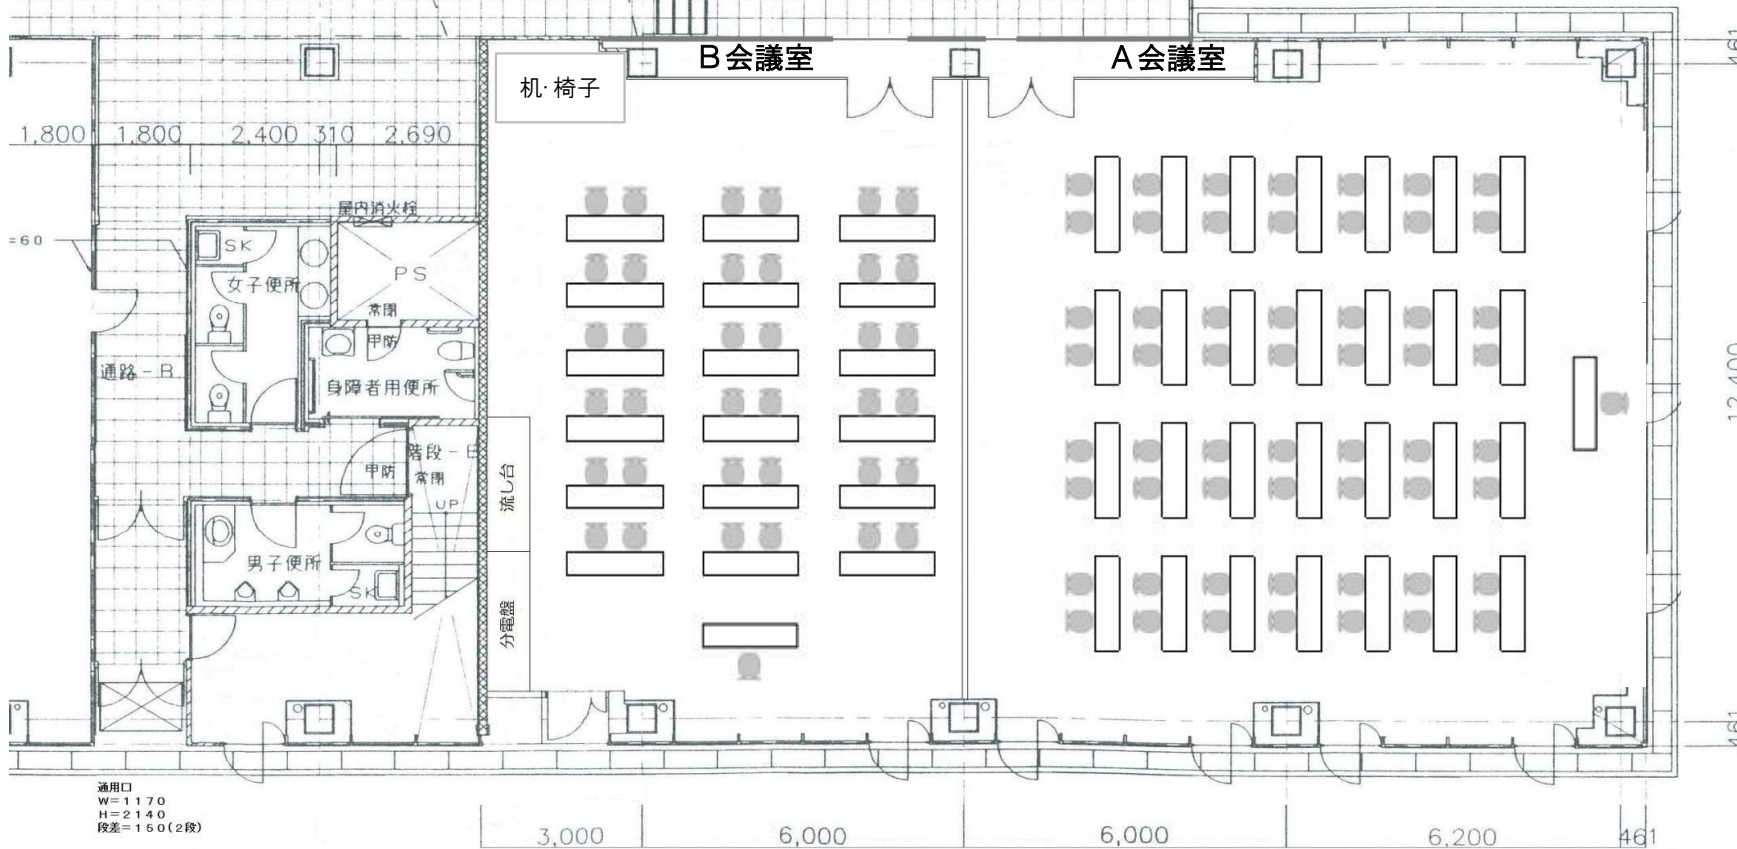 B会議室
A会議室
机・椅子
461
1,800
1,800
2,400
310
2,690
屋内消火栓
=60
SK
女子便所
PS
常閉
甲防
身障者用便所
通路-B
12,400
甲防
階段-B
常閉
UP
流し台
男子便所
SK
分電盤
461
通用口
W=1170
H=2140
段差=150(2段)
3,000
6,000
6,000
6,200
461